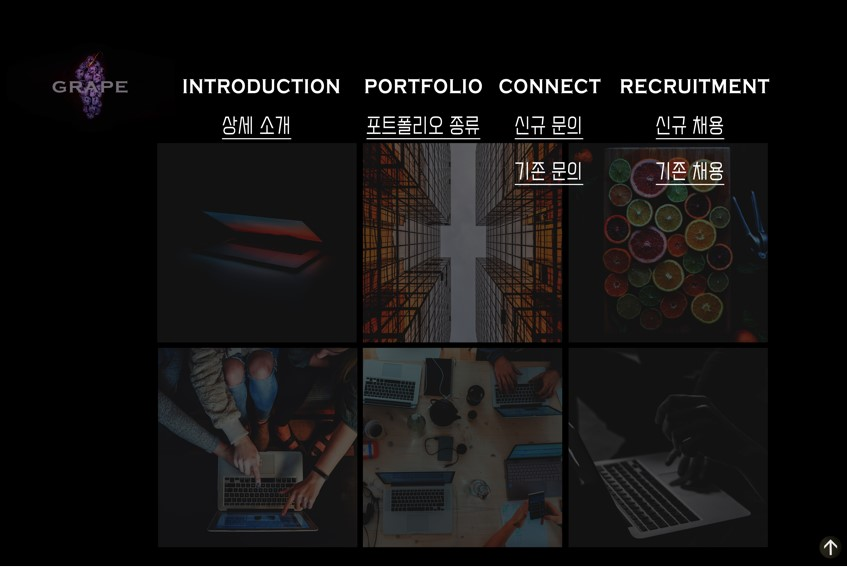 GRAPE
INTRODUCTION PORTFOLIO CONNECT RECRUITMENT
상세 소개 포트폴리오 종류 신규 문의 신규 채용
기존 문의 기존 채용